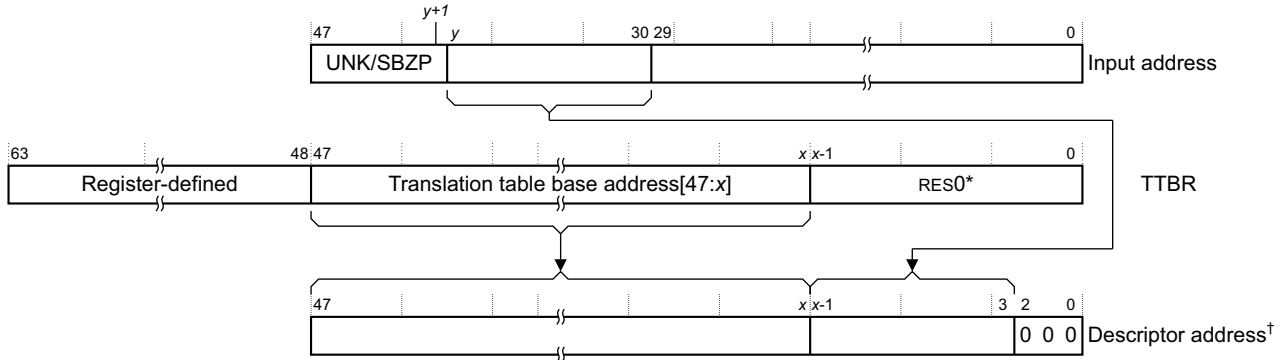 y+1
47 y 30 29 0
UNK/SBZP Input address
63 48 47 x x-1 0
Register-defined Translation table base address[47:x] RES0* TTBR
47 x x-1 3 2 0
0 0 0 Descriptor address†